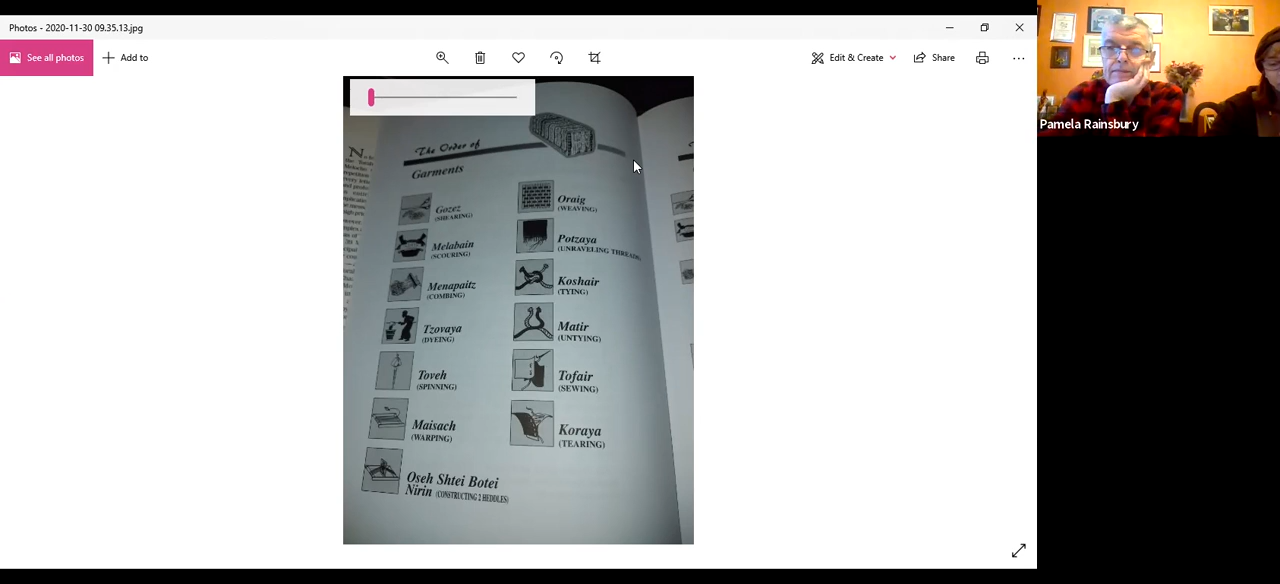 Photos - 2020-11-30 09.35.13.jpg
See all photos
Add to
Edit & Create
Share
The Order of
Garments
Gozez
(SHEARING)
Melabain
(SCOURING)
Menapaitz
(COMBING)
Tzovaya
(DYEING)
Toveh
(SPINNING)
Maisach
(WARPING)
Oseh Shtei Botei
Nirin (CONSTRUCTING 2 HEDDLES)
Oraig
(WEAVING)
Potzaya
(UNRAVELING THREADS)
Koshair
(TYING)
Matir
(UNTYING)
Tofair
(SEWING)
Koraya
(TEARING)
Pamela Rainsbury